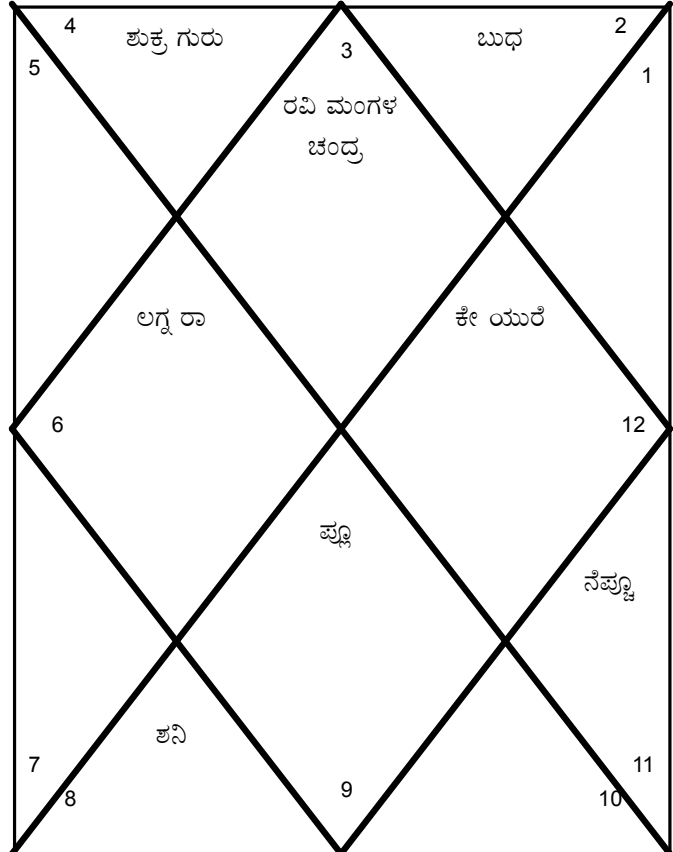 4 ಶುಕ್ರ ಗುರು ಬುಧ 2
5 3 1
ರವಿ ಮಂಗಳ
ಚಂದ್ರ
ಲಗ್ನ ರಾ ಕೇ ಯುರೆ
6 12
ಪ್ಲೂ
ನೆಪ್ಚೂ
ಶನಿ
7 9 11
8 10